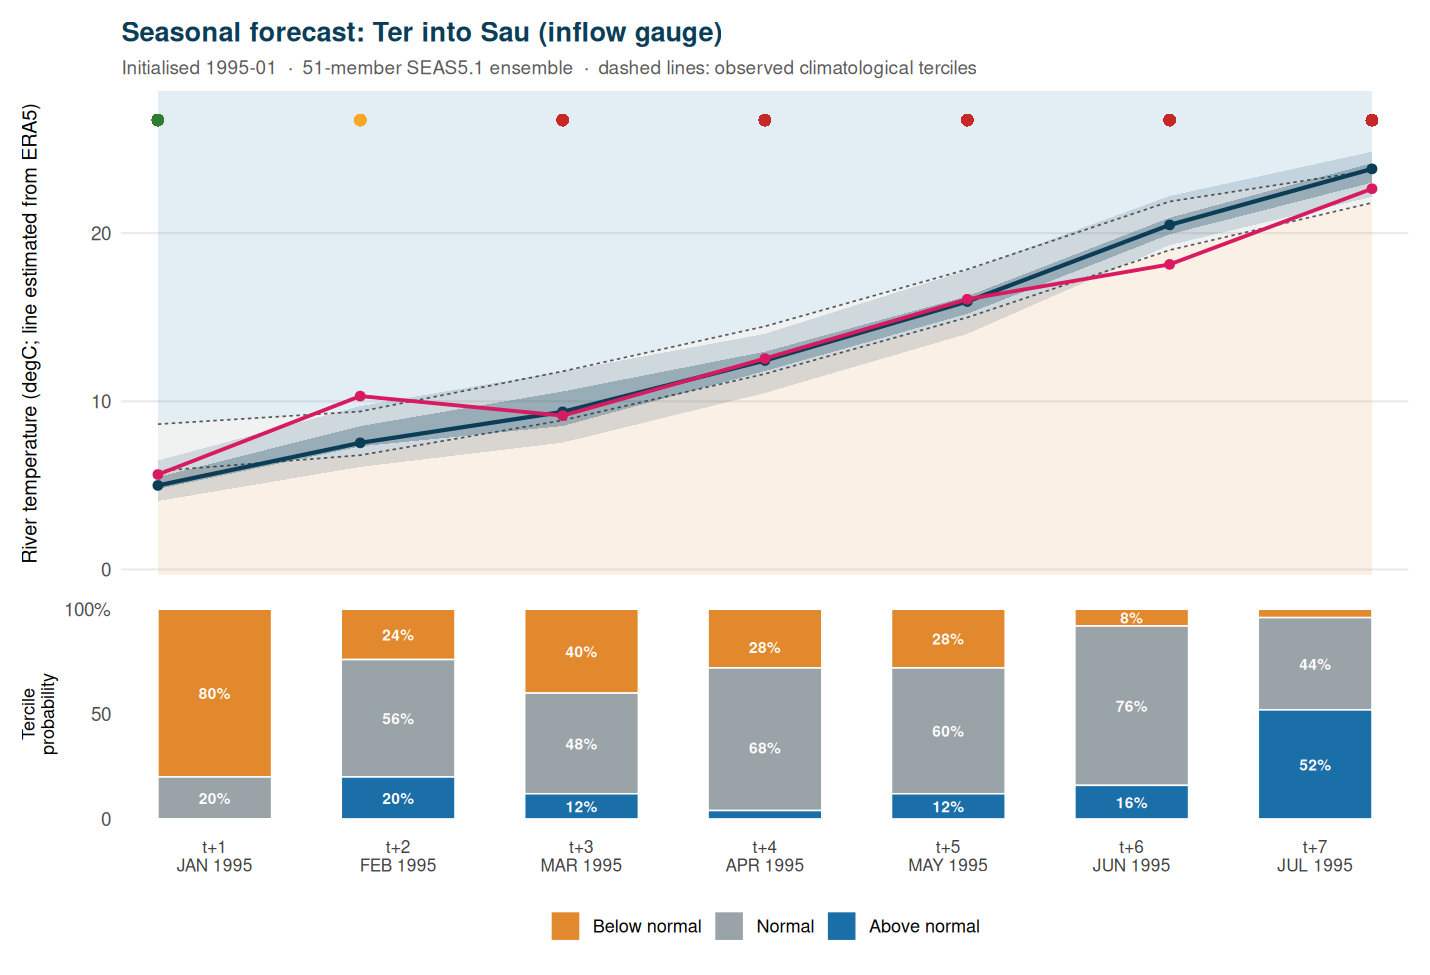 Seasonal forecast: Ter into Sau (inflow gauge)
Initialised 1995-01 · 51-member SEAS5.1 ensemble · dashed lines: observed climatological terciles
River temperature (degC; line estimated from ERA5)
20
10
0
Tercile
probability
100%
50
0
80%
20%
24%
56%
20%
40%
48%
12%
28%
68%
28%
60%
12%
8%
76%
16%
44%
52%
t+1
JAN 1995
t+2
FEB 1995
t+3
MAR 1995
t+4
APR 1995
t+5
MAY 1995
t+6
JUN 1995
t+7
JUL 1995
Below normal
Normal
Above normal